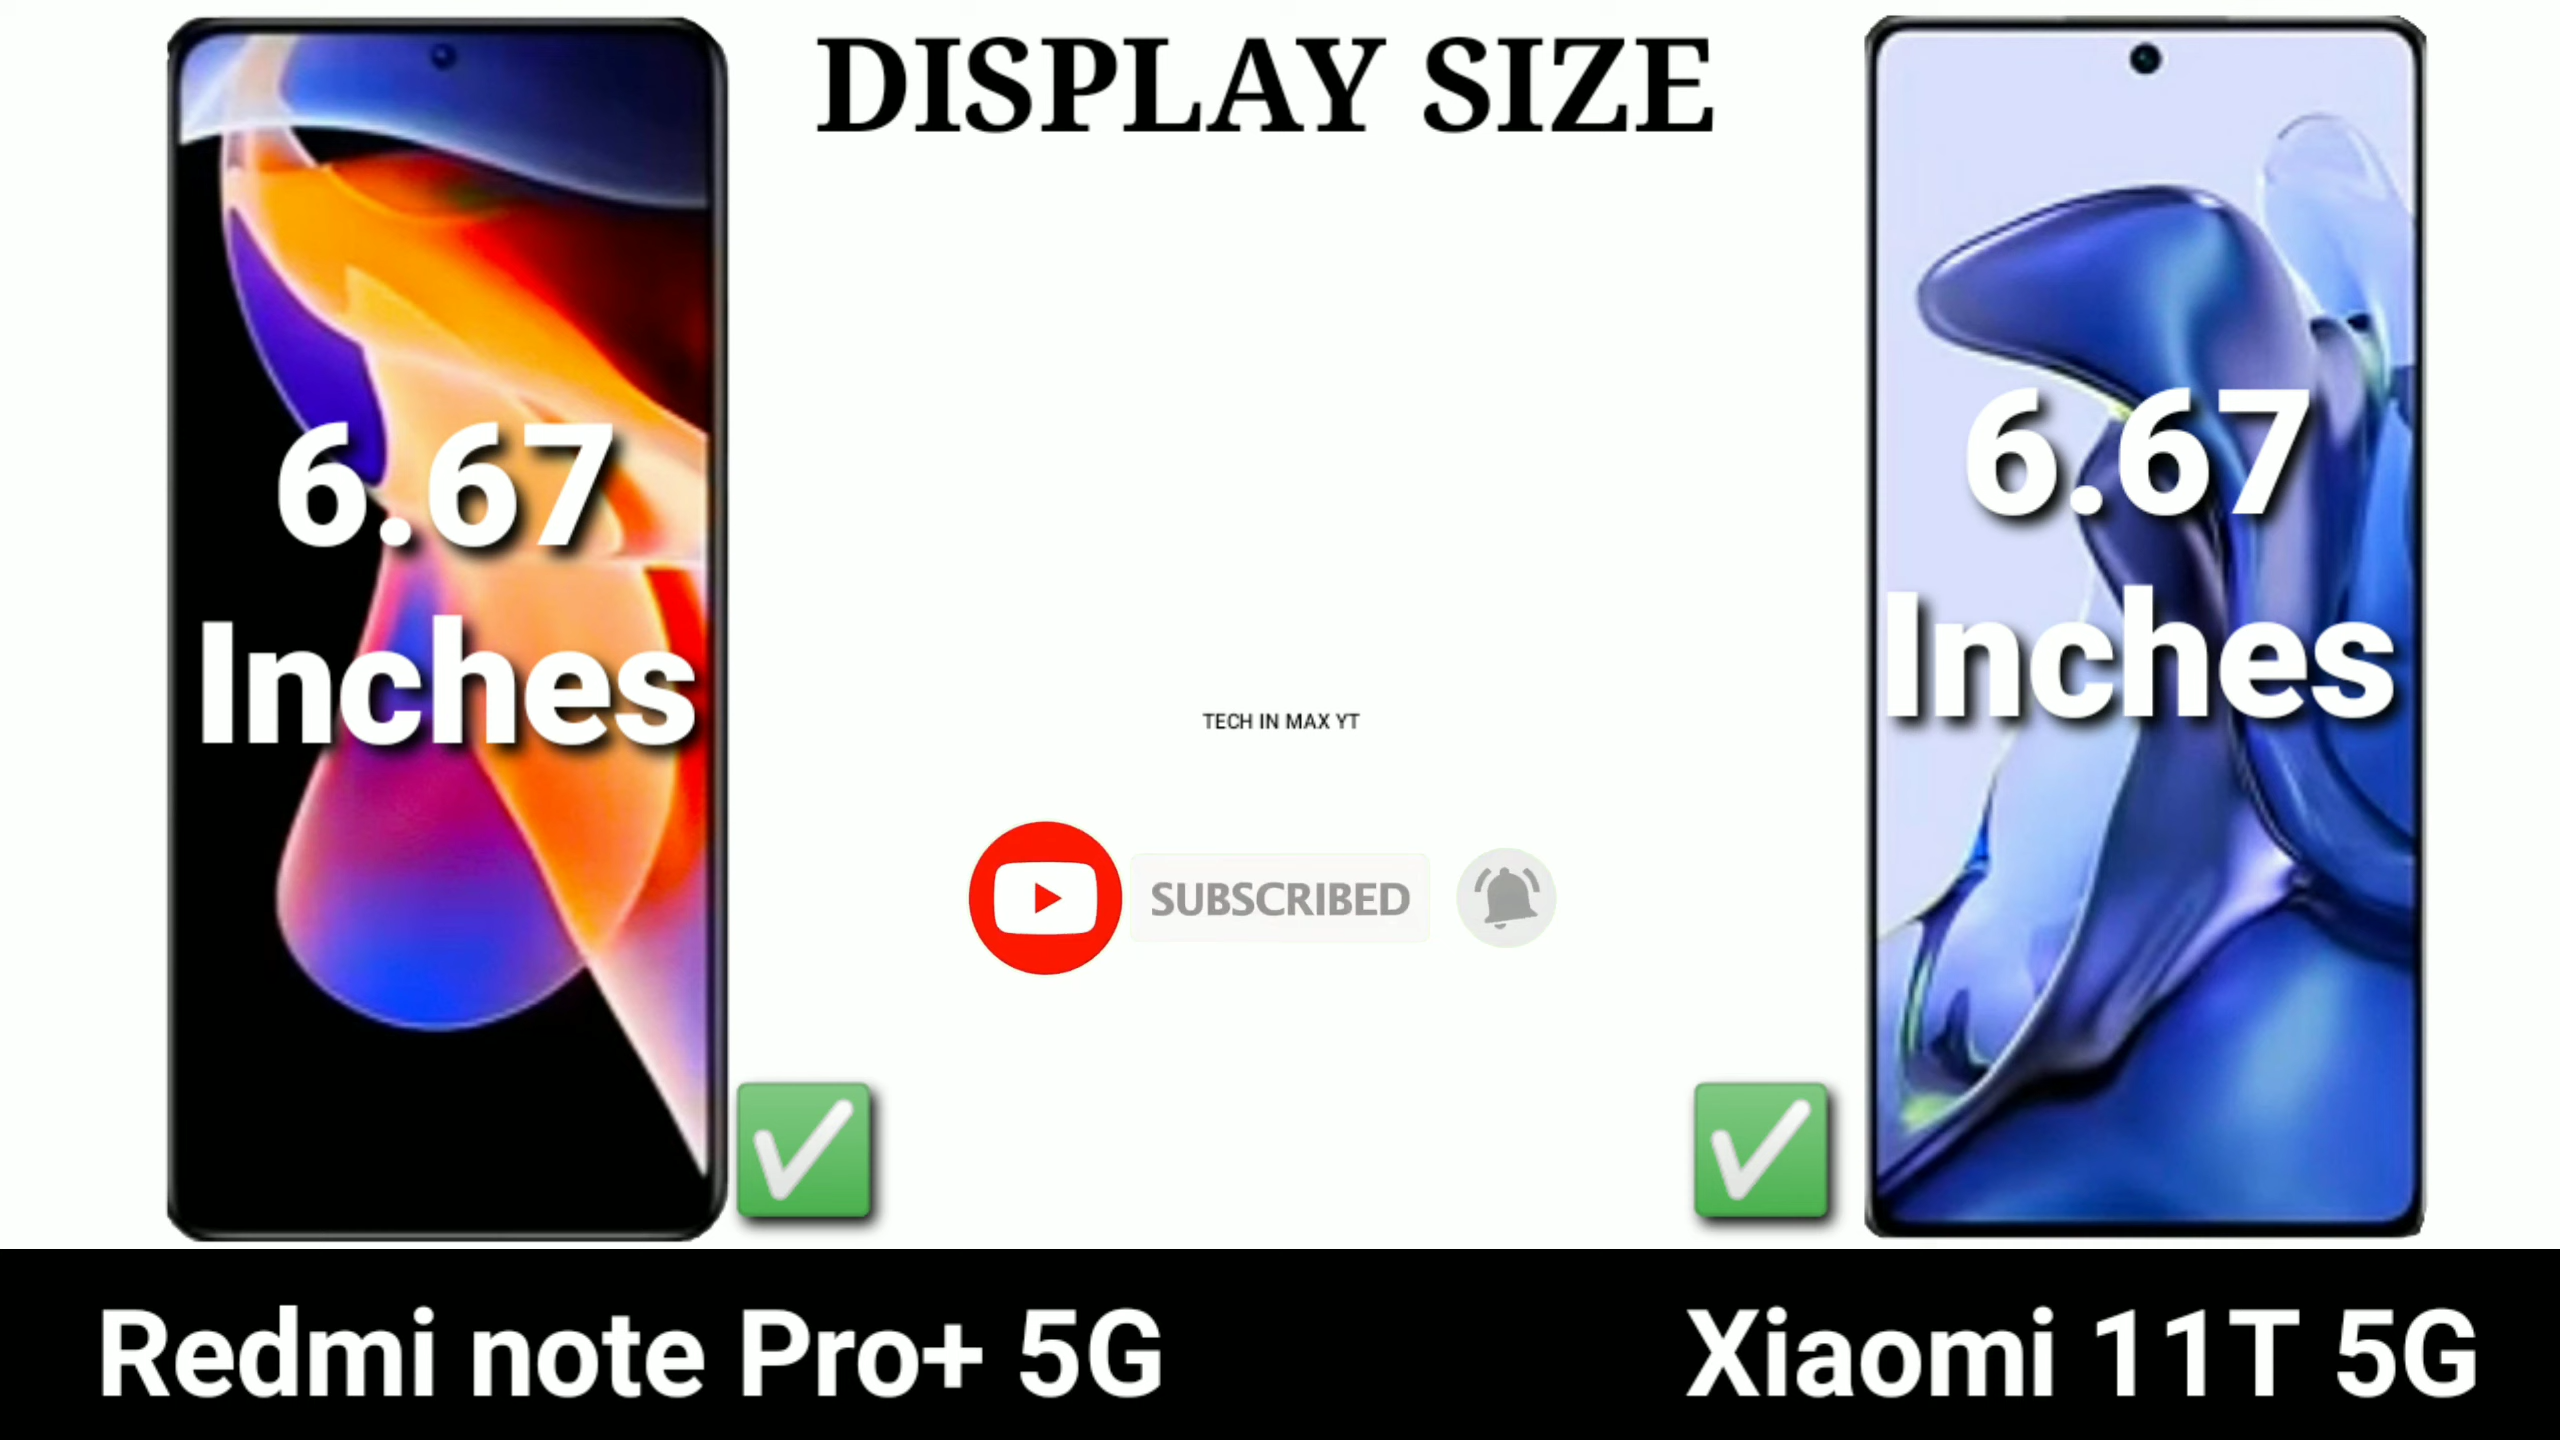 DISPLAY SIZE
6.67
Inches
6.67
Inches
TECH IN MAX YT
SUBSCRIBED
Redmi note Pro+ 5G
Xiaomi 11T 5G